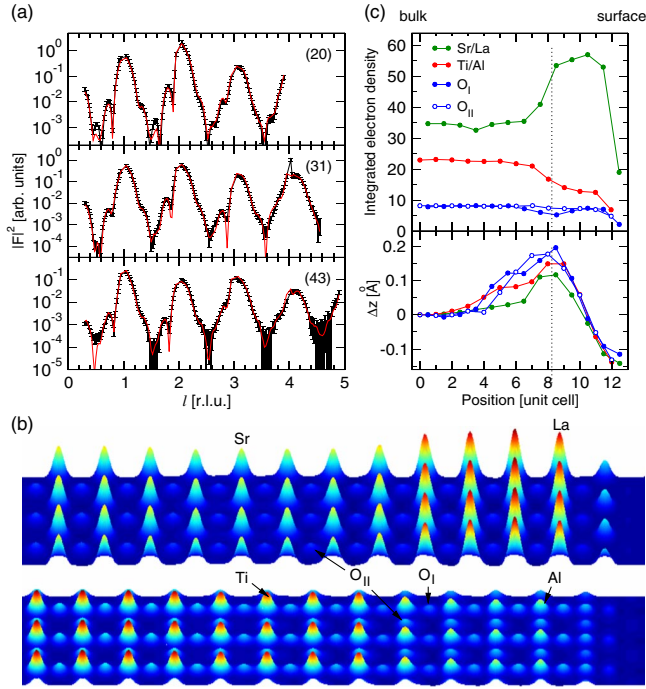 (a)
(20)
10^0
10^-1
10^-2
10^-3
(31)
10^0
10^-1
10^-2
10^-3
10^-4
|F|^2 [arb. units]
(43)
10^-1
10^-2
10^-3
10^-4
10^-5
0 1 2 3 4 5
l [r.l.u.]
(c)
bulk surface
Sr/La
Ti/Al
O_I
O_II
60
50
40
30
20
10
0
Integrated electron density
0.2
0.1
0
-0.1
Δz [Å]
0 2 4 6 8 10 12
Position [unit cell]
(b)
Sr La
O_II
Ti O_I Al